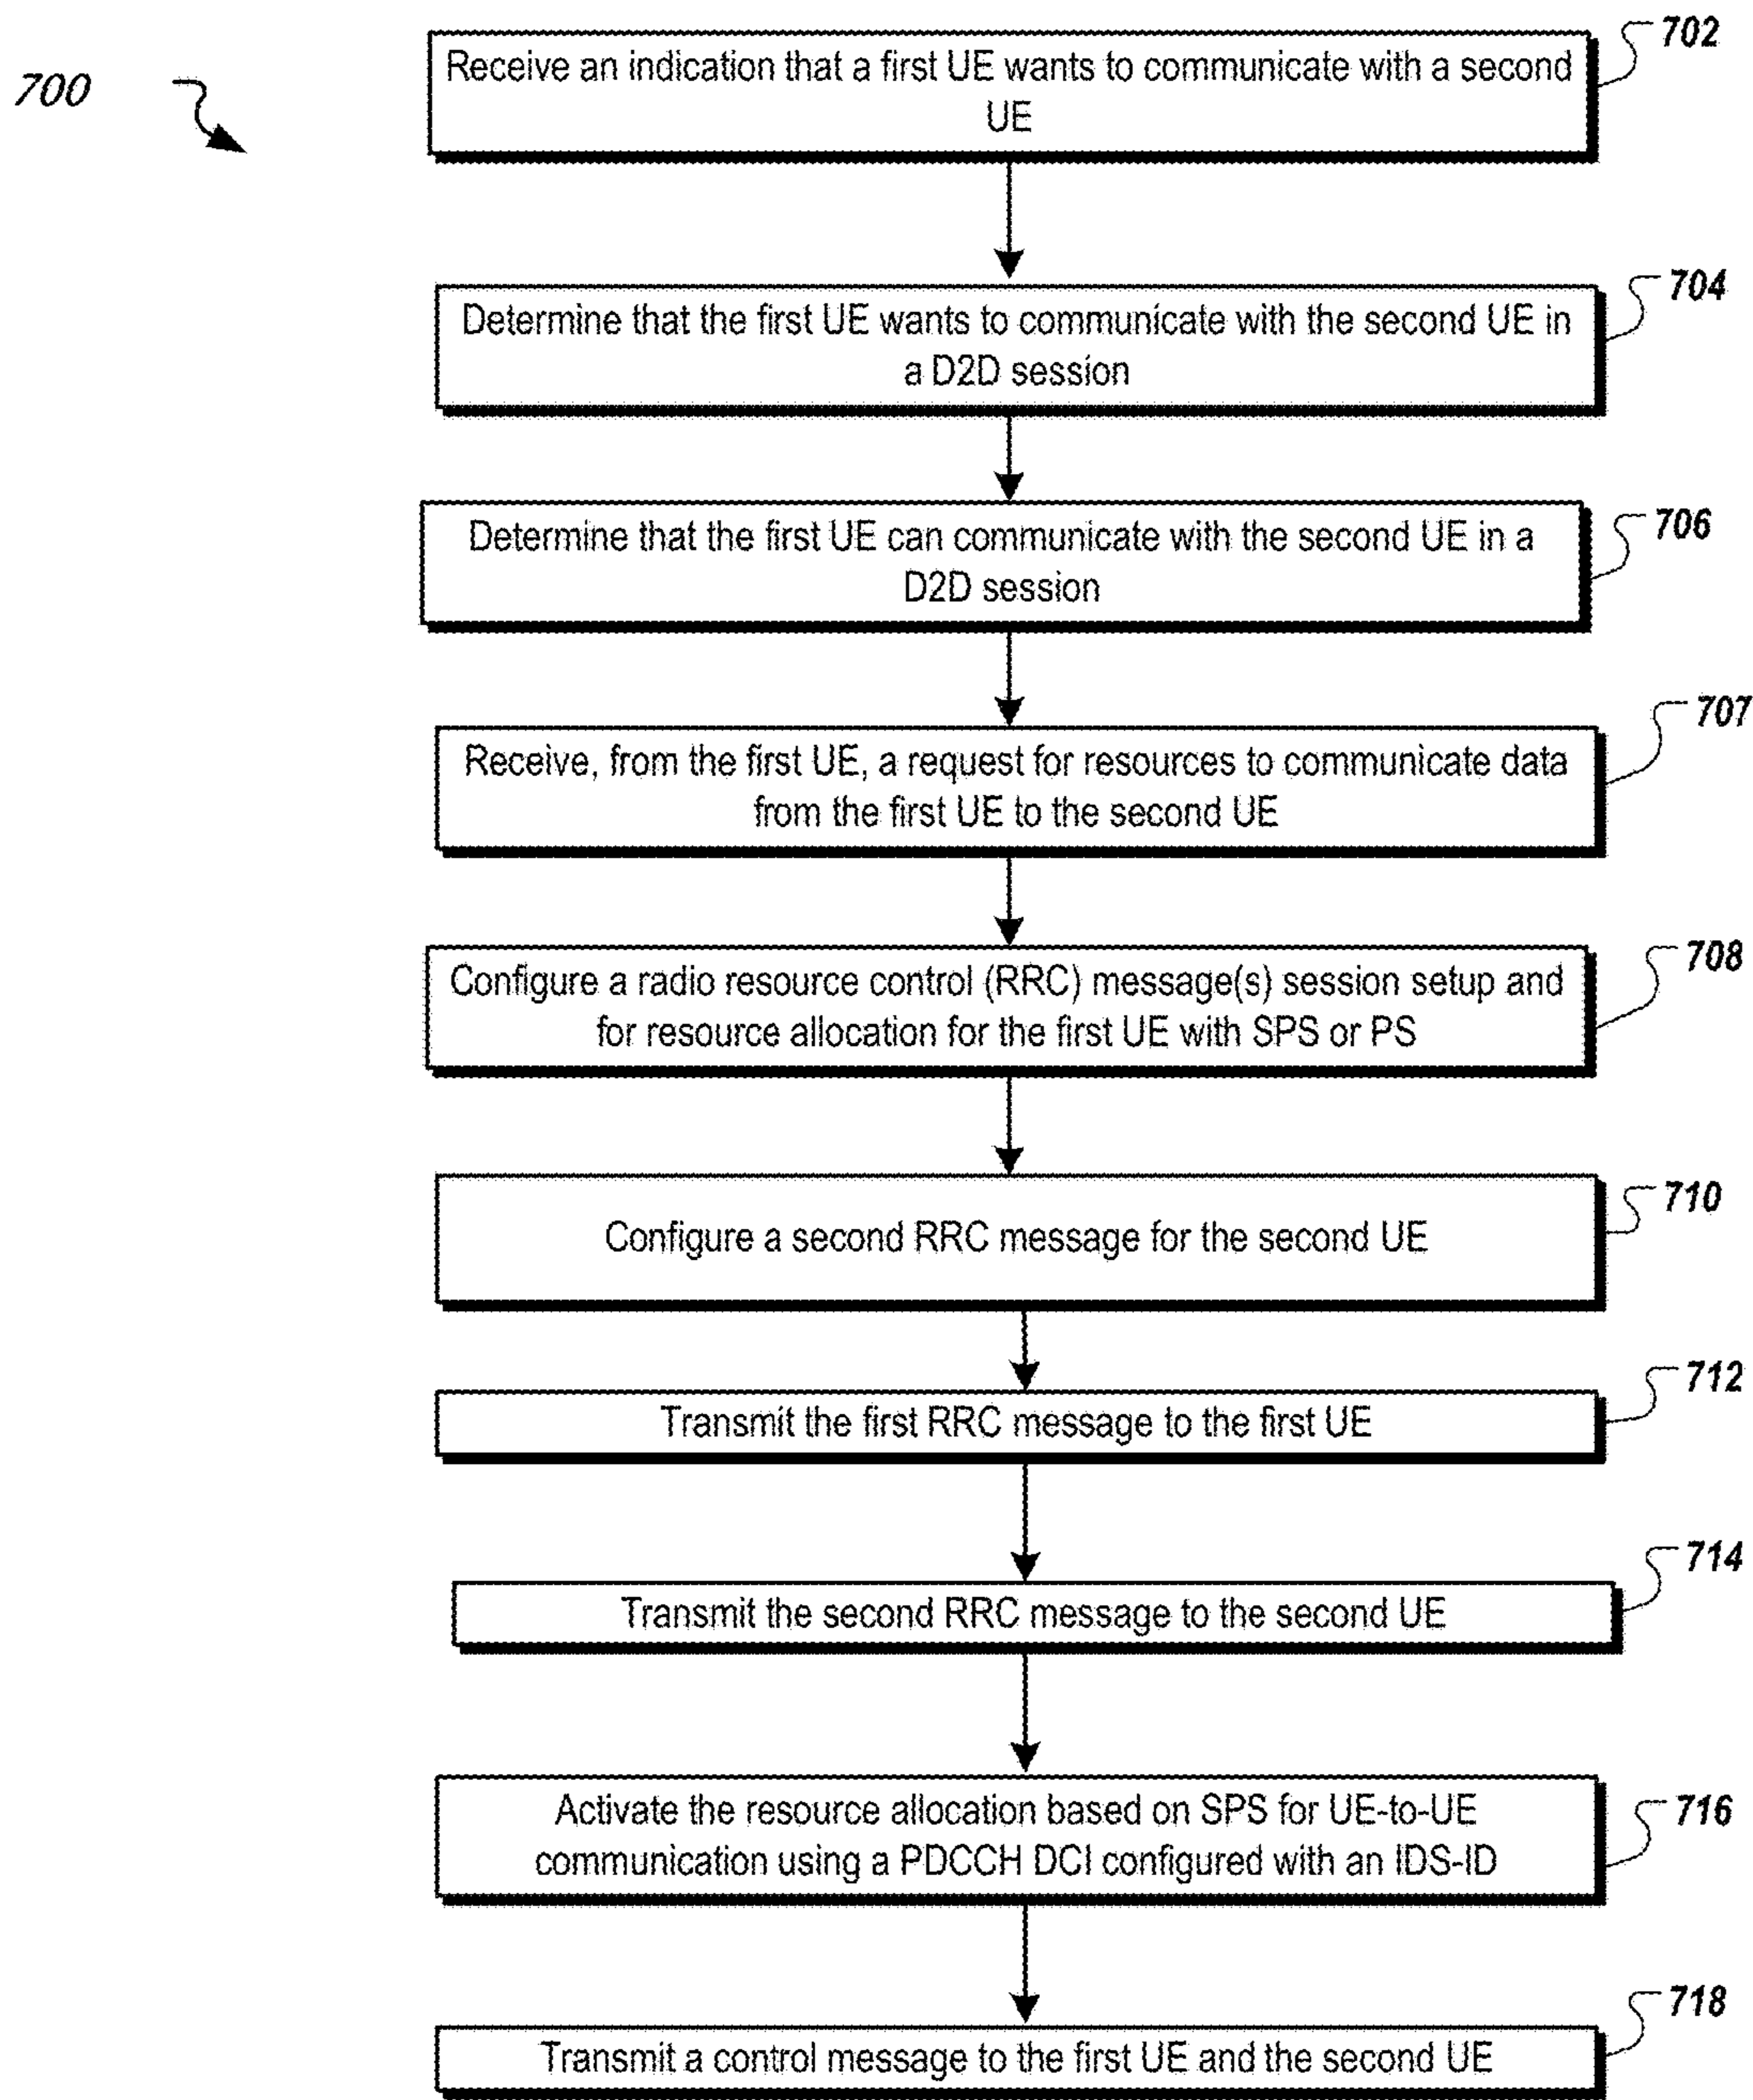 700
702
Receive an indication that a first UE wants to communicate with a second
UE
704
Determine that the first UE wants to communicate with the second UE in
a D2D session
706
Determine that the first UE can communicate with the second UE in a
D2D session
707
Receive, from the first UE, a request for resources to communicate data
from the first UE to the second UE
708
Configure a radio resource control (RRC) message(s) session setup and
for resource allocation for the first UE with SPS or PS
710
Configure a second RRC message for the second UE
712
Transmit the first RRC message to the first UE
714
Transmit the second RRC message to the second UE
716
Activate the resource allocation based on SPS for UE-to-UE
communication using a PDCCH DCI configured with an IDS-ID
718
Transmit a control message to the first UE and the second UE